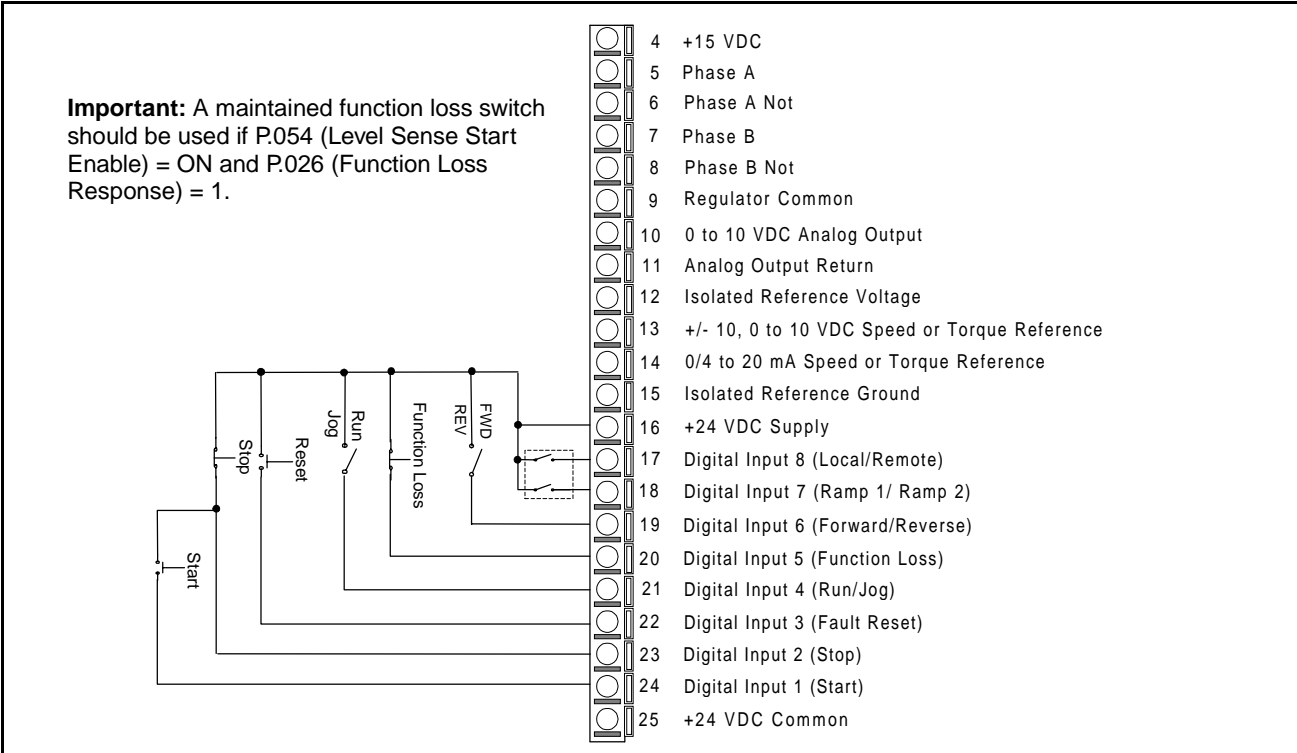 Important: A maintained function loss switch
should be used if P.054 (Level Sense Start
Enable) = ON and P.026 (Function Loss
Response) = 1.
4 +15 VDC
5 Phase A
6 Phase A Not
7 Phase B
8 Phase B Not
9 Regulator Common
10 0 to 10 VDC Analog Output
11 Analog Output Return
12 Isolated Reference Voltage
13 +/- 10, 0 to 10 VDC Speed or Torque Reference
14 0/4 to 20 mA Speed or Torque Reference
15 Isolated Reference Ground
16 +24 VDC Supply
17 Digital Input 8 (Local/Remote)
18 Digital Input 7 (Ramp 1/ Ramp 2)
19 Digital Input 6 (Forward/Reverse)
20 Digital Input 5 (Function Loss)
21 Digital Input 4 (Run/Jog)
22 Digital Input 3 (Fault Reset)
23 Digital Input 2 (Stop)
24 Digital Input 1 (Start)
25 +24 VDC Common
Stop
Reset
Run
Jog
Function Loss
FWD
REV
Start